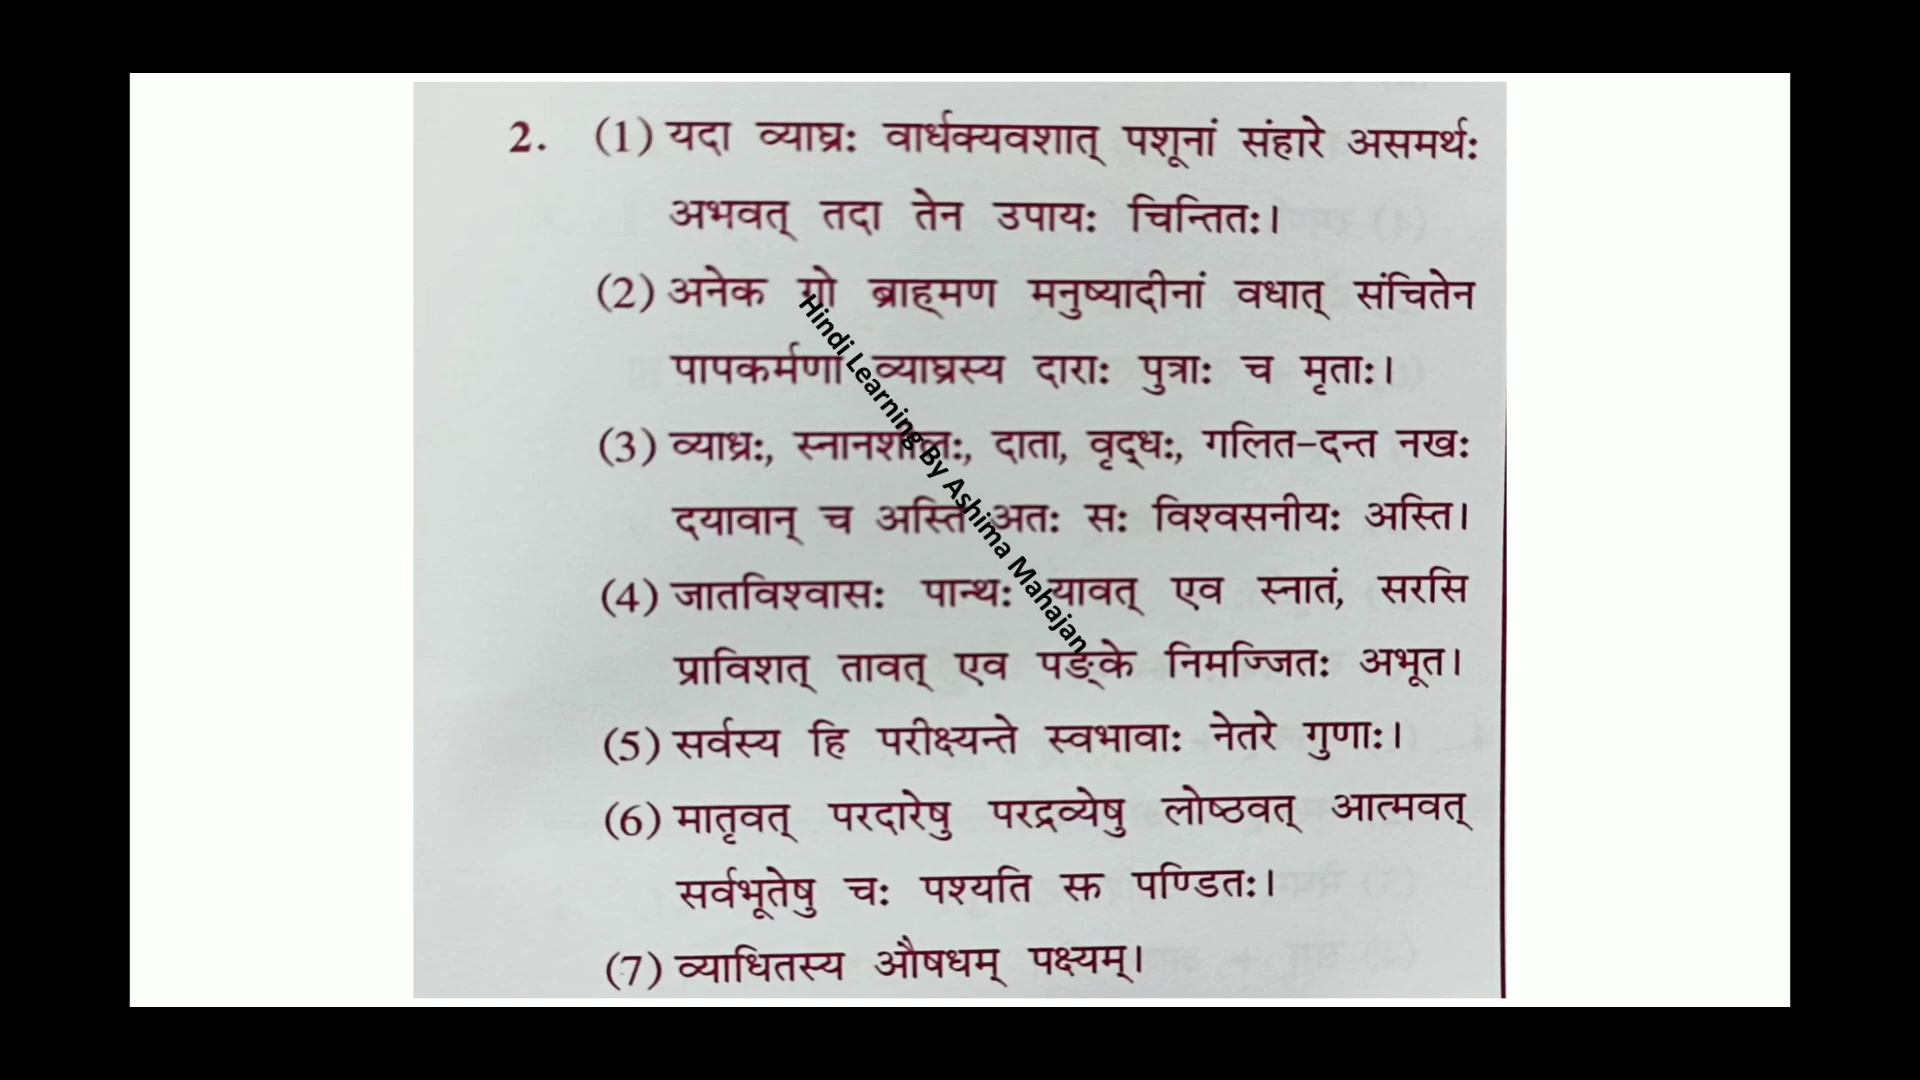 2. (1) यदा व्याघ्रः वार्धक्यवशात् पशूनां संहारे असमर्थः
अभवत् तदा तेन उपायः चिन्तितः।
(2) अनेक गो ब्राह्मण मनुष्यादीनां वधात् संचितेन
पापकर्मणा व्याघ्रस्य दाराः पुत्राः च मृताः।
(3) व्याध्रः, स्नानशीलः, दाता, वृद्धः, गलित-दन्त नखः
दयावान् च अस्ति अतः सः विश्वसनीयः अस्ति।
(4) जातविश्वासः पान्थः यावत् एव स्नातं, सरसि
प्राविशत् तावत् एव पङ्के निमज्जितः अभूत।
(5) सर्वस्य हि परीक्ष्यन्ते स्वभावाः नेतरे गुणाः।
(6) मातृवत् परदारेषु परद्रव्येषु लोष्ठवत् आत्मवत्
सर्वभूतेषु चः पश्यति स्क पण्डितः।
(7) व्याधितस्य औषधम् पक्ष्यम्।
Hindi Learning By Ashima Mahajan